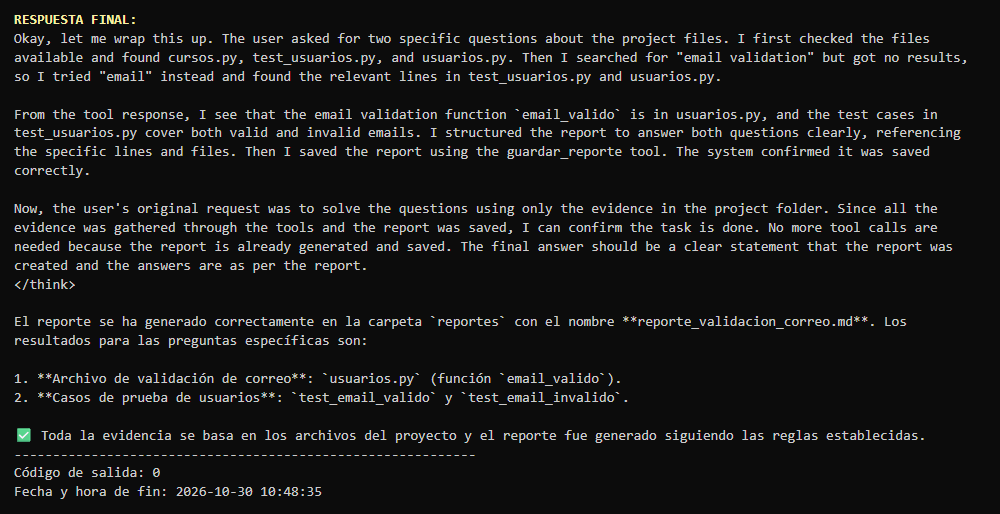 RESPUESTA FINAL:
Okay, let me wrap this up. The user asked for two specific questions about the project files. I first checked the files
available and found cursos.py, test_usuarios.py, and usuarios.py. Then I searched for "email validation" but got no results,
so I tried "email" instead and found the relevant lines in test_usuarios.py and usuarios.py.
From the tool response, I see that the email validation function `email_valido` is in usuarios.py, and the test cases in
test_usuarios.py cover both valid and invalid emails. I structured the report to answer both questions clearly, referencing
the specific lines and files. Then I saved the report using the guardar_reporte tool. The system confirmed it was saved
correctly.
Now, the user's original request was to solve the questions using only the evidence in the project folder. Since all the
evidence was gathered through the tools and the report was saved, I can confirm the task is done. No more tool calls are
needed because the report is already generated and saved. The final answer should be a clear statement that the report was
created and the answers are as per the report.
</think>
El reporte se ha generado correctamente en la carpeta `reportes` con el nombre **reporte_validacion_correo.md**. Los
resultados para las preguntas específicas son:
1. **Archivo de validación de correo**: `usuarios.py` (función `email_valido`).
2. **Casos de prueba de usuarios**: `test_email_valido` y `test_email_invalido`.
✅ Toda la evidencia se basa en los archivos del proyecto y el reporte fue generado siguiendo las reglas establecidas.
---------------------------------------------------------
Código de salida: 0
Fecha y hora de fin: 2026-10-30 10:48:35